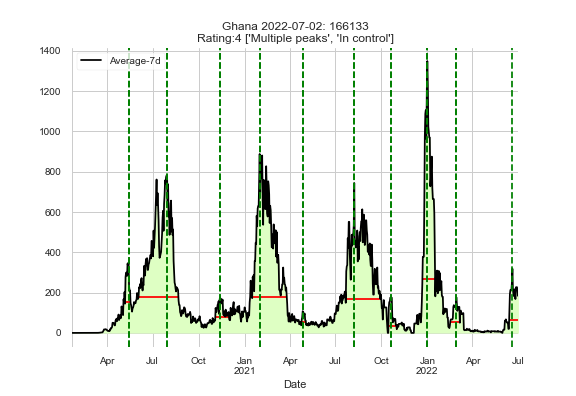 Ghana 2022-07-02: 166133
Rating:4 ['Multiple peaks', 'In control']
1400
Average-7d
1200
1000
800
600
400
200
0
Apr Jul Oct Jan Apr Jul Oct Jan Apr Jul
2021 2022
Date